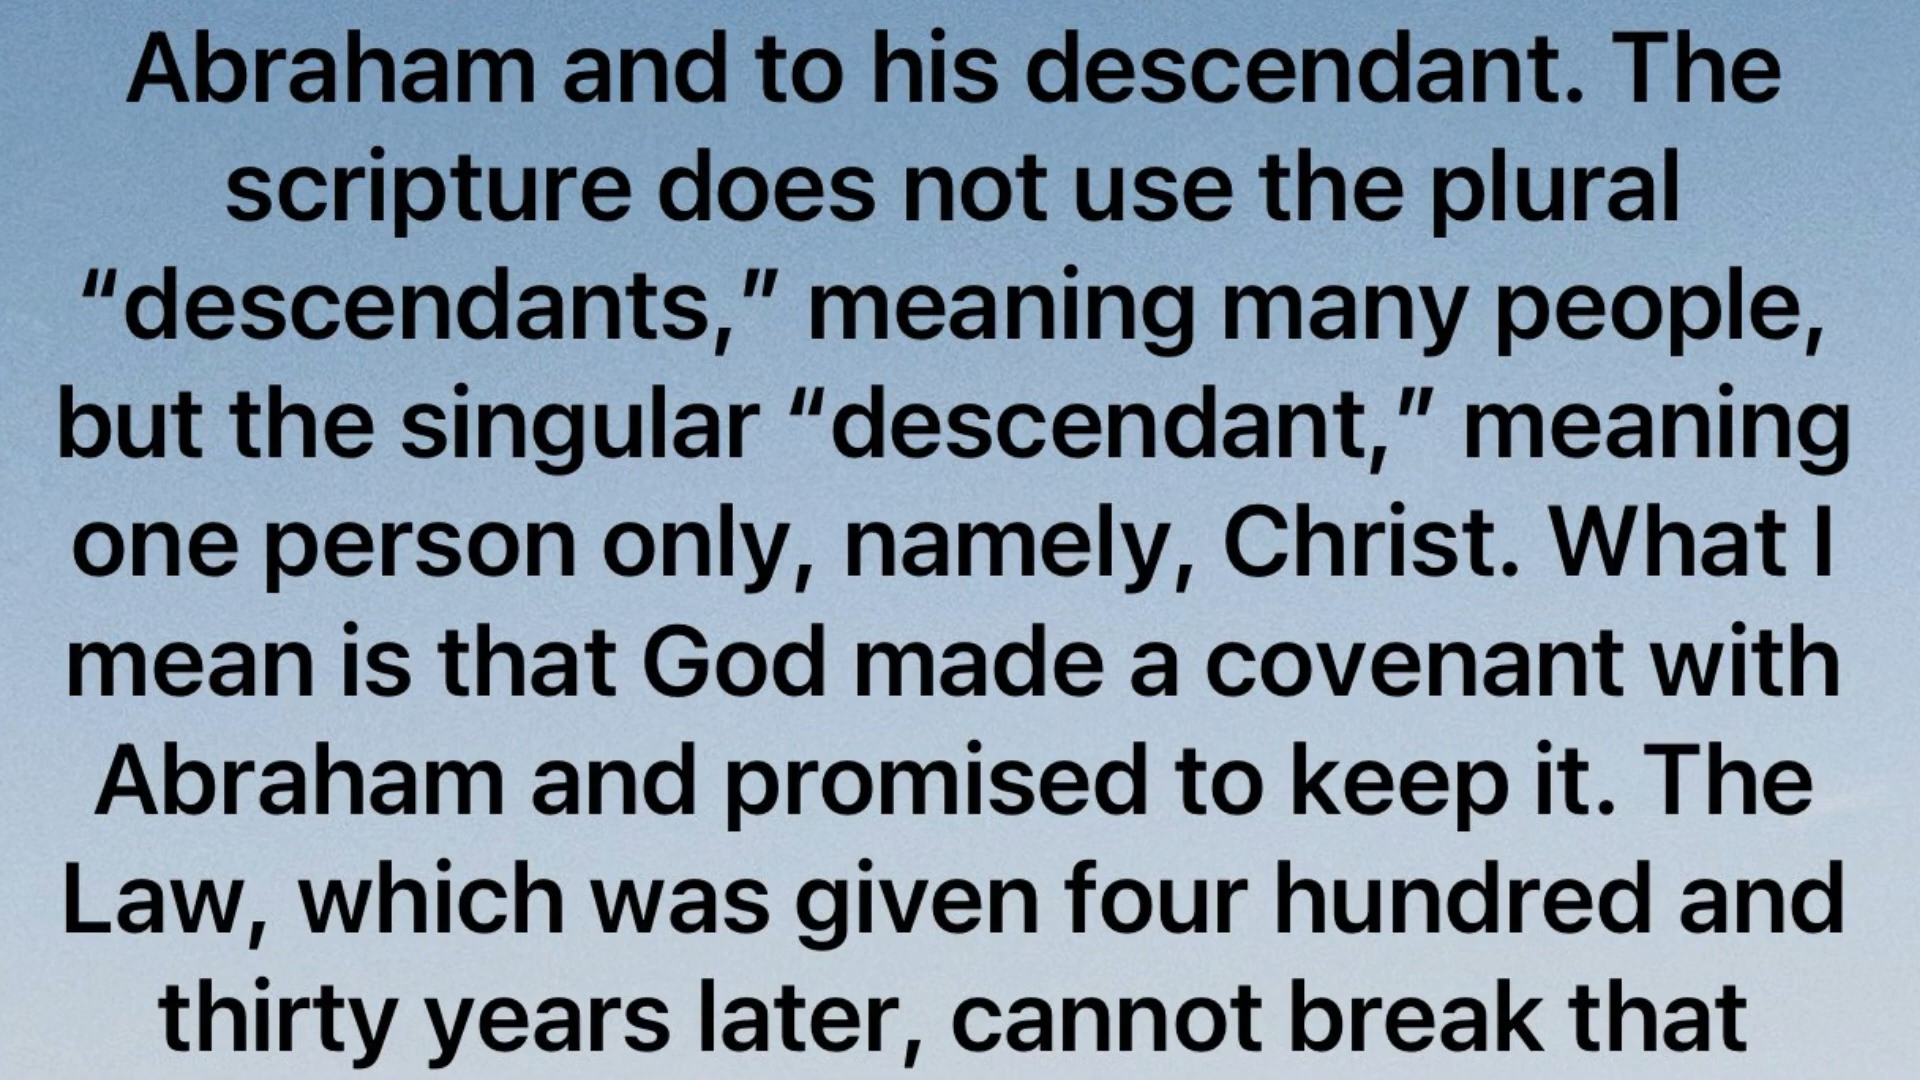 Abraham and to his descendant. The
scripture does not use the plural
“descendants,” meaning many people,
but the singular “descendant,” meaning
one person only, namely, Christ. What I
mean is that God made a covenant with
Abraham and promised to keep it. The
Law, which was given four hundred and
thirty years later, cannot break that